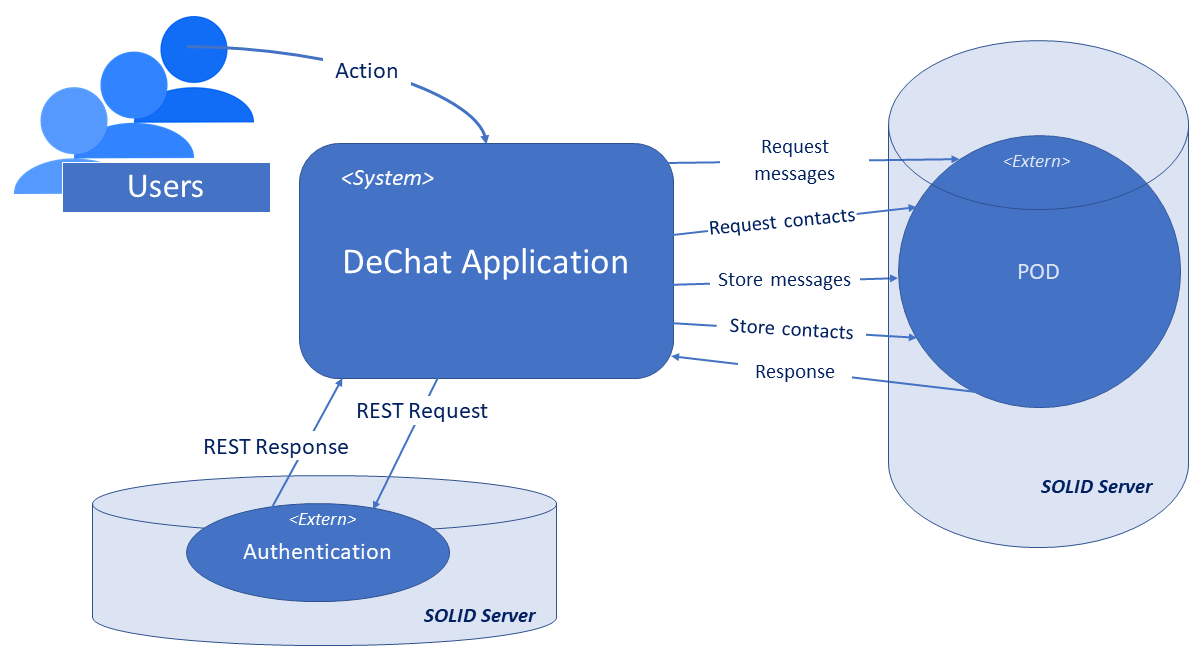 Action
Users
<System>
DeChat Application
Request
messages
Request contacts
Store messages
Store contacts
Response
<Extern>
POD
SOLID Server
REST Request
REST Response
<Extern>
Authentication
SOLID Server